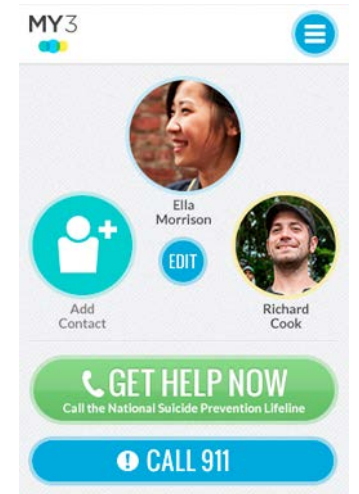 MY3
Ella
Morrison
EDIT
Add
Contact
Richard
Cook
GET HELP NOW
Call the National Suicide Prevention Lifeline
CALL 911